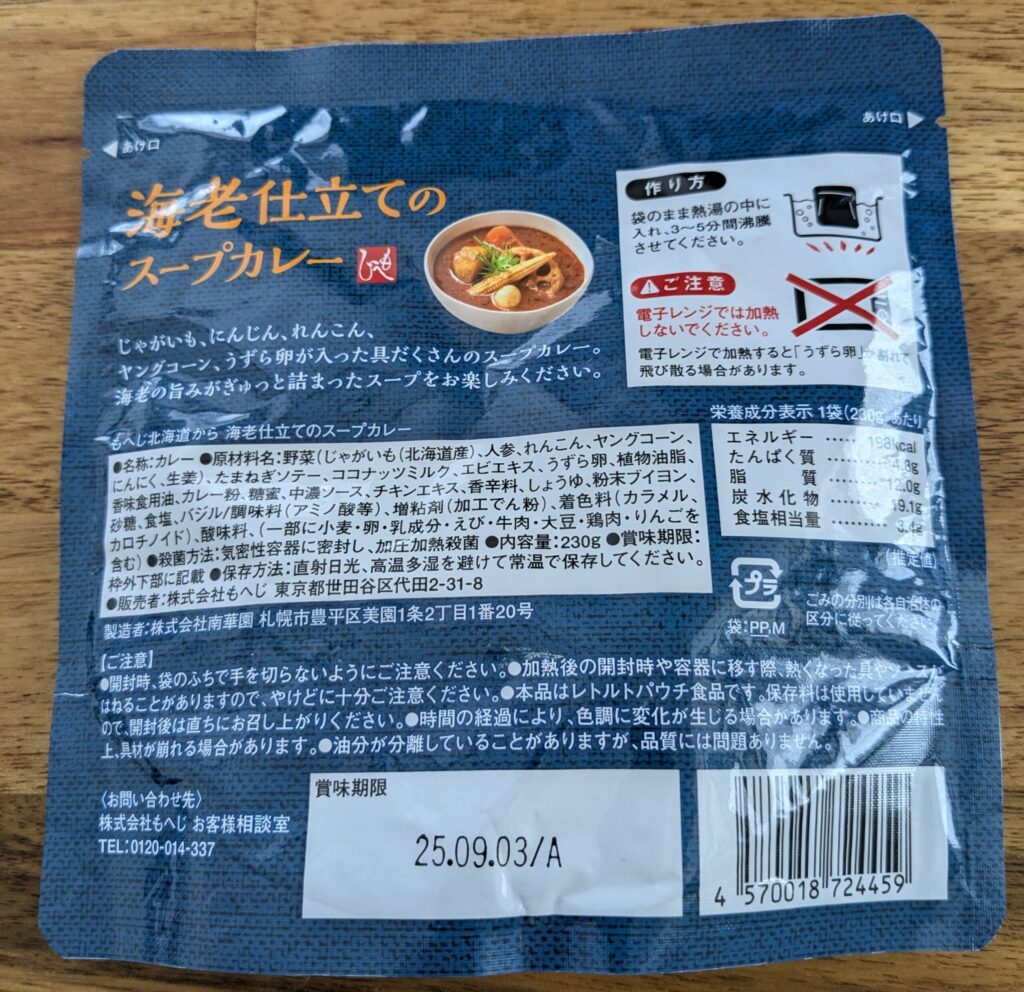 あけ口
あけ口
海老仕立ての
スープカレー
もへじ
じゃがいも、にんじん、れんこん、
ヤングコーン、うずら卵が入った具だくさんのスープカレー。
海老の旨みがぎゅっと詰まったスープをお楽しみください。
作り方
袋のまま熱湯の中に
入れ、3〜5分間沸騰
させてください。
ご注意
電子レンジでは加熱
しないでください。
電子レンジで加熱すると「うずら卵」が割れて
飛び散る場合があります。
もへじ北海道から 海老仕立てのスープカレー
●名称:カレー ●原材料名:野菜(じゃがいも(北海道産)、人参、れんこん、ヤングコーン、
にんにく、生姜)、たまねぎソテー、ココナッツミルク、エビエキス、うずら卵、植物油脂、
香味食用油、カレー粉、糖蜜、中濃ソース、チキンエキス、香辛料、しょうゆ、粉末ブイヨン、
砂糖、食塩、バジル/調味料(アミノ酸等)、増粘剤(加工でん粉)、着色料(カラメル、
カロチノイド)、酸味料、(一部に小麦・卵・乳成分・えび・牛肉・大豆・鶏肉・りんごを
含む) ●殺菌方法:気密性容器に密封し、加圧加熱殺菌 ●内容量:230g ●賞味期限:
枠外下部に記載 ●保存方法:直射日光、高温多湿を避けて常温で保存してください。
●販売者:株式会社もへじ 東京都世田谷区代田2-31-8
製造者:株式会社南華園 札幌市豊平区美園1条2丁目1番20号
栄養成分表示 1袋(230g)あたり
エネルギー ……… 198kcal
たんぱく質 ………
脂質 ……… 12.0g
炭水化物 ………
食塩相当量 ………
(推定値)
プラ
袋:PP,M
ごみの分別は各自治体の
区分に従ってください。
【ご注意】
●開封時、袋のふちで手を切らないようにご注意ください。●加熱後の開封時や容器に移す際、熱くなった具や
はねることがありますので、やけどに十分ご注意ください。●本品はレトルトパウチ食品です。保存料は使用していません
ので、開封後は直ちにお召し上がりください。●時間の経過により、色調に変化が生じる場合があります。●商品の特性
上、具材が崩れる場合があります。●油分が分離していることがありますが、品質には問題ありません。
〈お問い合わせ先〉
株式会社もへじ お客様相談室
TEL:0120-014-337
賞味期限
25.09.03/A
4 570018 724459